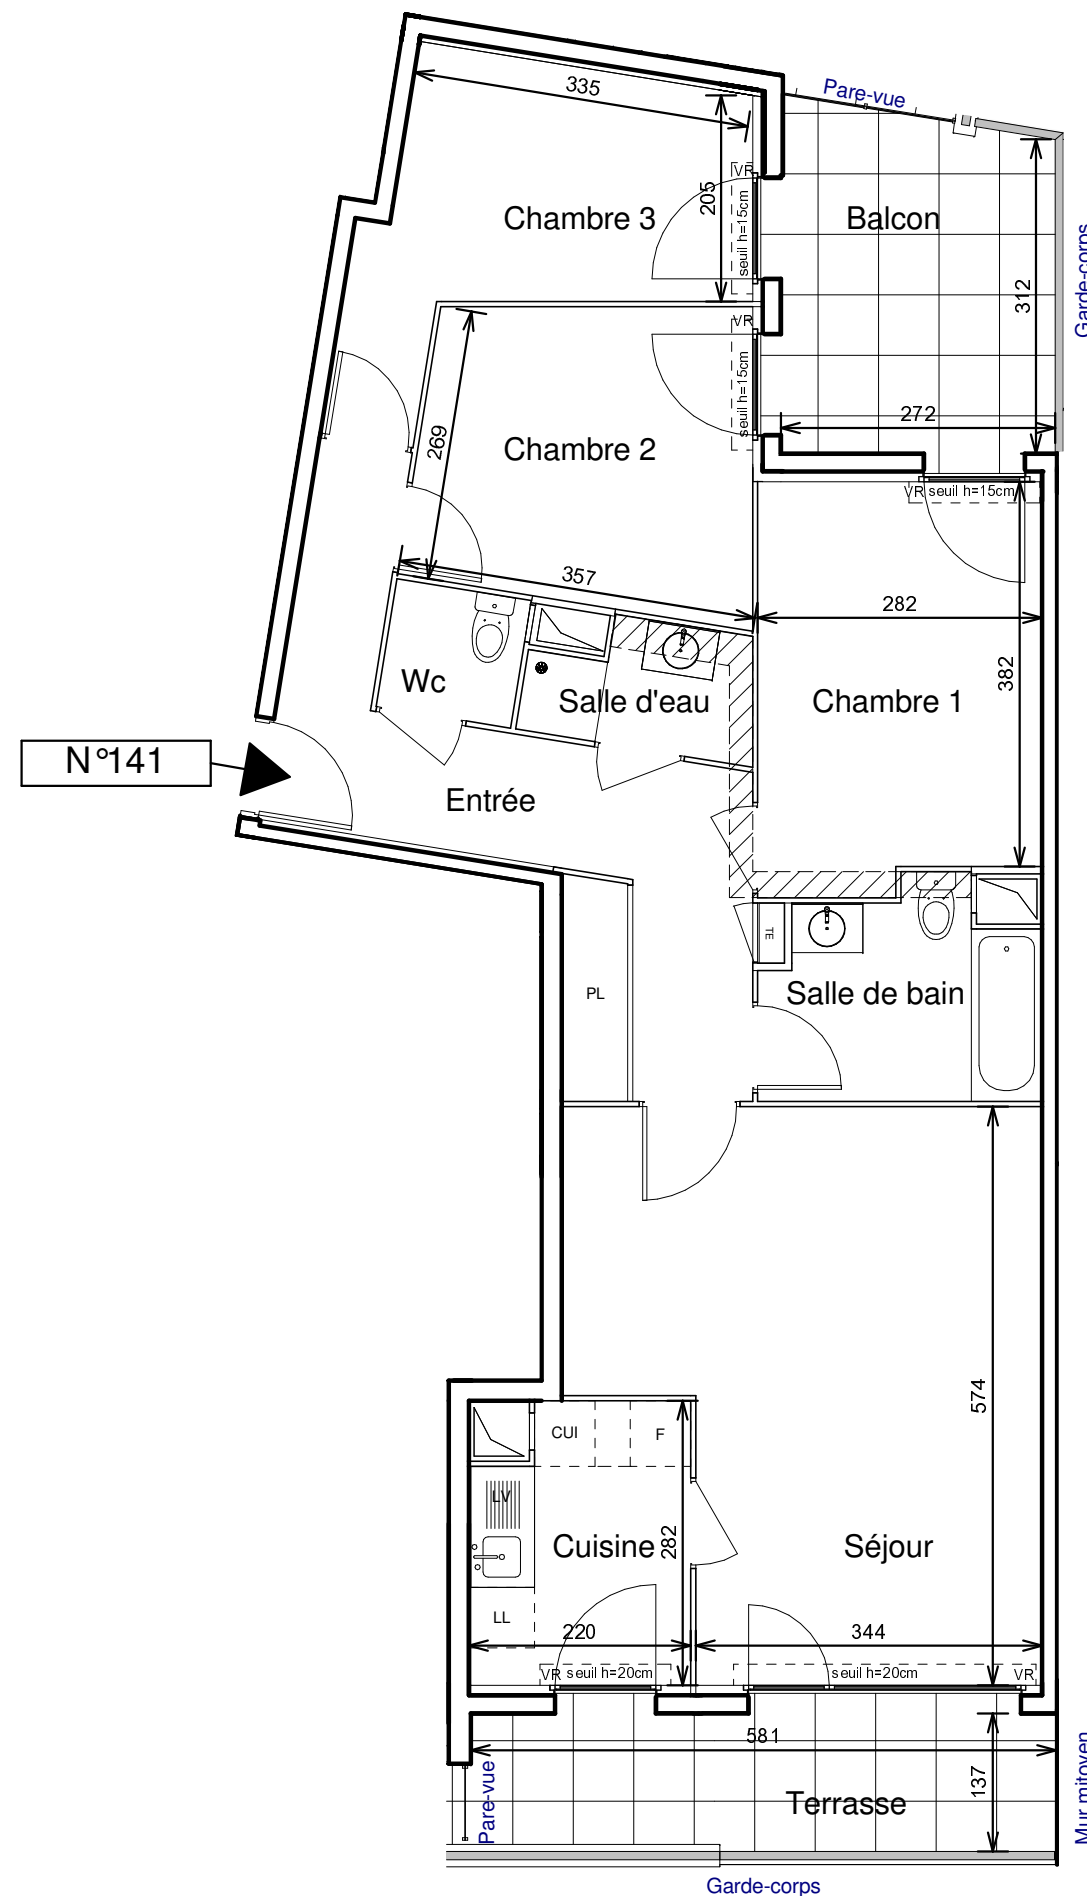 Pare-vue
335
205
VR
seuil h=15cm
Chambre 3
Balcon
Garde-corps
312
VR
seuil h=15cm
272
269
Chambre 2
VR seuil h=15cm
357
282
382
Wc
Salle d'eau
Chambre 1
N°141
Entrée
TE
PL
Salle de bain
574
CUI
F
LV
Cuisine
282
Séjour
LL
220
344
VR seuil h=20cm
seuil h=20cm VR
581
137
Pare-vue
Terrasse
Mur mitoyen
Garde-corps